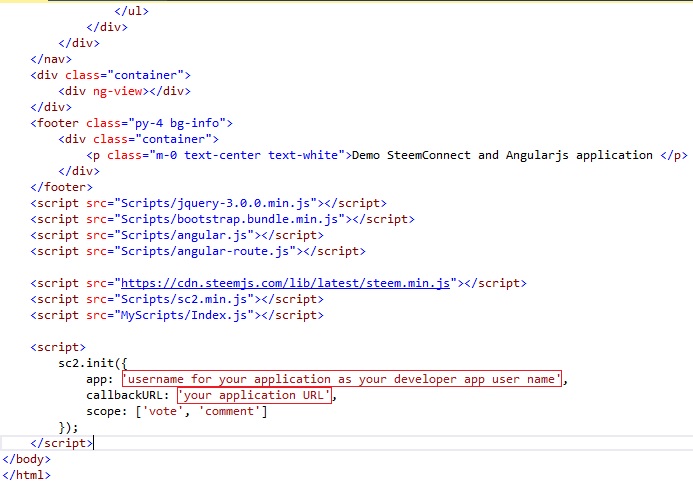 </ul>
</div>
</div>
</nav>
<div class="container">
<div ng-view></div>
</div>
<footer class="py-4 bg-info">
<div class="container">
<p class="m-0 text-center text-white">Demo SteemConnect and Angularjs application </p>
</div>
</footer>
<script src="Scripts/jquery-3.0.0.min.js"></script>
<script src="Scripts/bootstrap.bundle.min.js"></script>
<script src="Scripts/angular.js"></script>
<script src="Scripts/angular-route.js"></script>
<script src="https://cdn.steemjs.com/lib/latest/steem.min.js"></script>
<script src="Scripts/sc2.min.js"></script>
<script src="MyScripts/Index.js"></script>
<script>
sc2.init({
app: 'username for your application as your developer app user name',
callbackURL: 'your application URL',
scope: ['vote', 'comment']
});
</script>
</body>
</html>